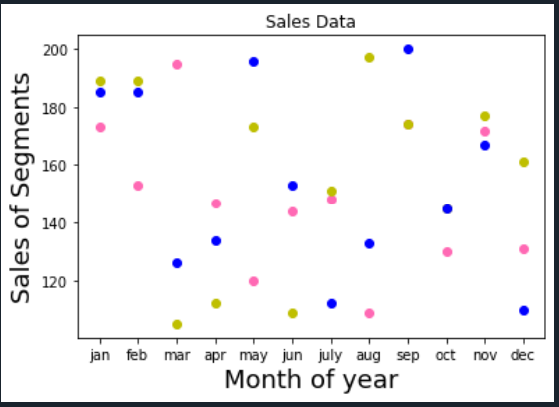 Sales Data
200
180
160
140
120
Sales of Segments
jan feb mar apr may jun july aug sep oct nov dec
Month of year